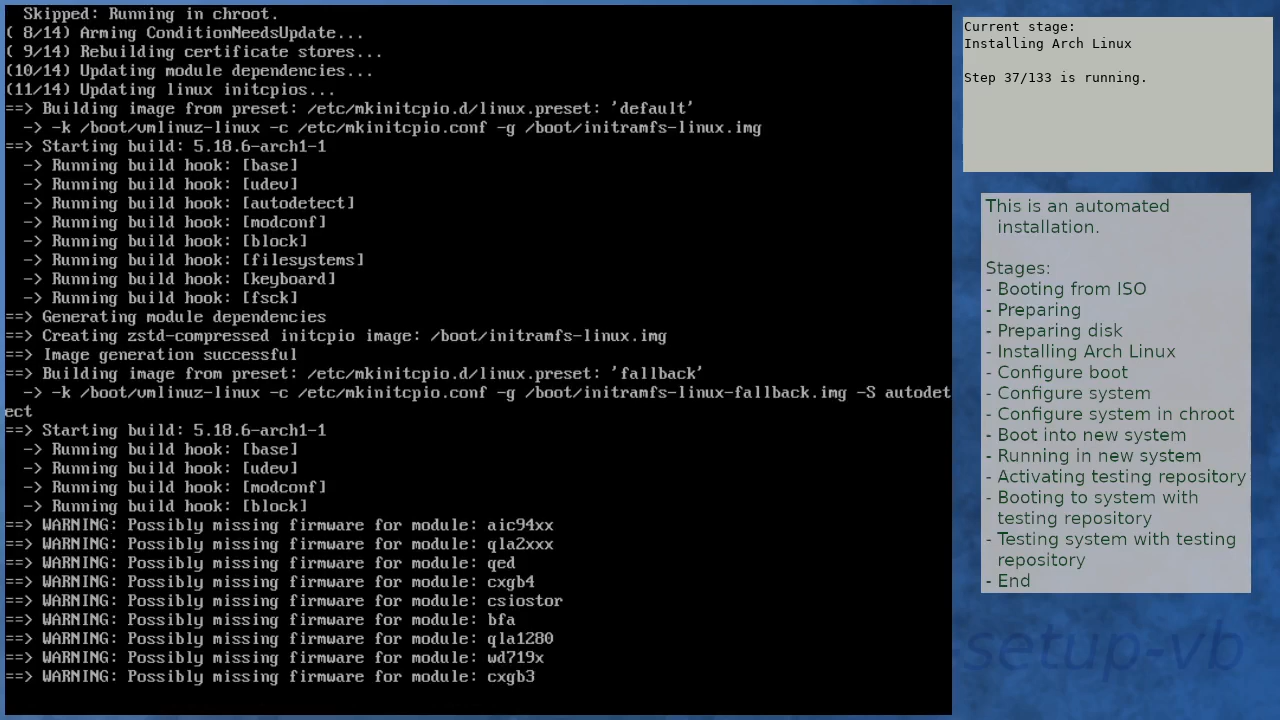 Skipped: Running in chroot.
( 8/14) Arming ConditionNeedsUpdate...
( 9/14) Rebuilding certificate stores...
(10/14) Updating module dependencies...
(11/14) Updating linux initcpios...
==> Building image from preset: /etc/mkinitcpio.d/linux.preset: 'default'
  -> -k /boot/vmlinuz-linux -c /etc/mkinitcpio.conf -g /boot/initramfs-linux.img
==> Starting build: 5.18.6-arch1-1
  -> Running build hook: [base]
  -> Running build hook: [udev]
  -> Running build hook: [autodetect]
  -> Running build hook: [modconf]
  -> Running build hook: [block]
  -> Running build hook: [filesystems]
  -> Running build hook: [keyboard]
  -> Running build hook: [fsck]
==> Generating module dependencies
==> Creating zstd-compressed initcpio image: /boot/initramfs-linux.img
==> Image generation successful
==> Building image from preset: /etc/mkinitcpio.d/linux.preset: 'fallback'
  -> -k /boot/vmlinuz-linux -c /etc/mkinitcpio.conf -g /boot/initramfs-linux-fallback.img -S autodet
ect
==> Starting build: 5.18.6-arch1-1
  -> Running build hook: [base]
  -> Running build hook: [udev]
  -> Running build hook: [modconf]
  -> Running build hook: [block]
==> WARNING: Possibly missing firmware for module: aic94xx
==> WARNING: Possibly missing firmware for module: qla2xxx
==> WARNING: Possibly missing firmware for module: qed
==> WARNING: Possibly missing firmware for module: cxgb4
==> WARNING: Possibly missing firmware for module: csiostor
==> WARNING: Possibly missing firmware for module: bfa
==> WARNING: Possibly missing firmware for module: qla1280
==> WARNING: Possibly missing firmware for module: wd719x
==> WARNING: Possibly missing firmware for module: cxgb3
Current stage:
Installing Arch Linux
Step 37/133 is running.
This is an automated
installation.
Stages:
- Booting from ISO
- Preparing
- Preparing disk
- Installing Arch Linux
- Configure boot
- Configure system
- Configure system in chroot
- Boot into new system
- Running in new system
- Activating testing repository
- Booting to system with
testing repository
- Testing system with testing
repository
- End
-setup-vb